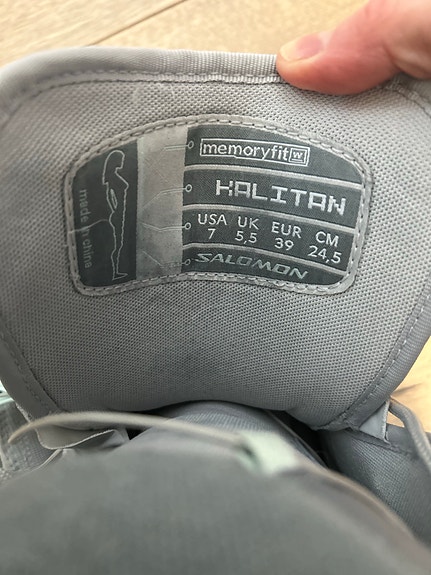 memoryfit w
KALITAN
USA UK EUR CM
7 5,5 39 24,5
SALOMON
made in china